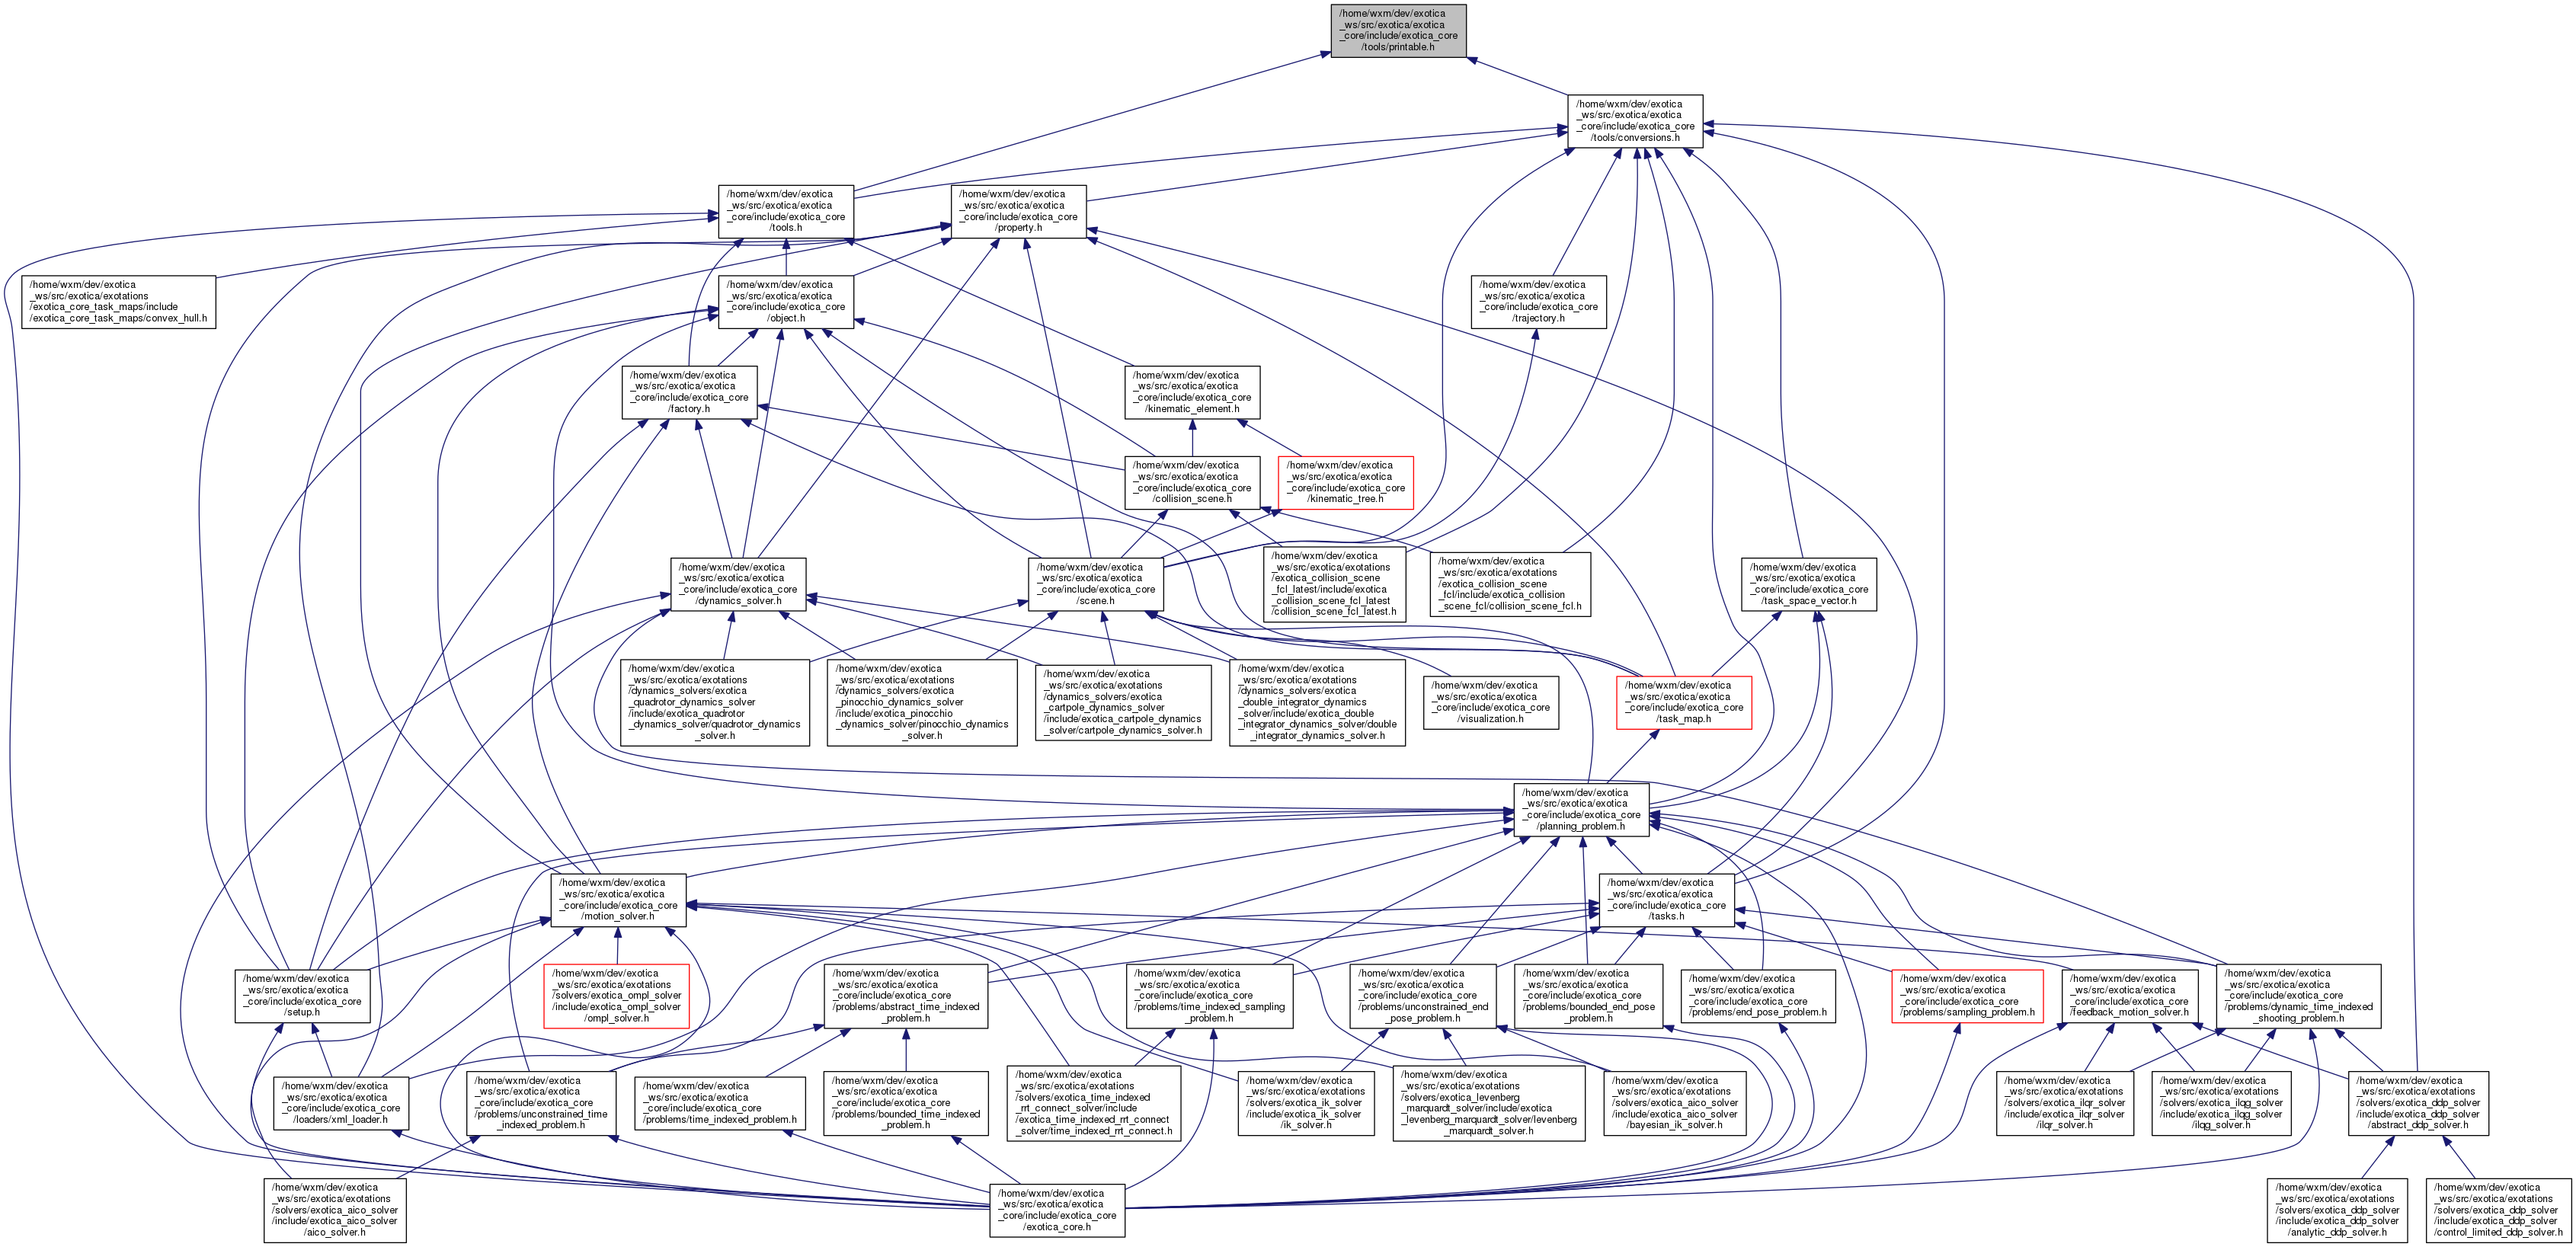 /home/wxm/dev/exotica
_ws/src/exotica/exotica
_core/include/exotica_core
/tools/printable.h
/home/wxm/dev/exotica
_ws/src/exotica/exotica
_core/include/exotica_core
/tools/conversions.h
/home/wxm/dev/exotica
_ws/src/exotica/exotica
_core/include/exotica_core
/tools.h
/home/wxm/dev/exotica
_ws/src/exotica/exotica
_core/include/exotica_core
/property.h
/home/wxm/dev/exotica
_ws/src/exotica/exotations
/exotica_core_task_maps/include
/exotica_core_task_maps/convex_hull.h
/home/wxm/dev/exotica
_ws/src/exotica/exotica
_core/include/exotica_core
/object.h
/home/wxm/dev/exotica
_ws/src/exotica/exotica
_core/include/exotica_core
/trajectory.h
/home/wxm/dev/exotica
_ws/src/exotica/exotica
_core/include/exotica_core
/factory.h
/home/wxm/dev/exotica
_ws/src/exotica/exotica
_core/include/exotica_core
/kinematic_element.h
/home/wxm/dev/exotica
_ws/src/exotica/exotica
_core/include/exotica_core
/collision_scene.h
/home/wxm/dev/exotica
_ws/src/exotica/exotica
_core/include/exotica_core
/kinematic_tree.h
/home/wxm/dev/exotica
_ws/src/exotica/exotica
_core/include/exotica_core
/dynamics_solver.h
/home/wxm/dev/exotica
_ws/src/exotica/exotica
_core/include/exotica_core
/scene.h
/home/wxm/dev/exotica
_ws/src/exotica/exotations
/exotica_collision_scene
_fcl_latest/include/exotica
_collision_scene_fcl_latest
/collision_scene_fcl_latest.h
/home/wxm/dev/exotica
_ws/src/exotica/exotations
/exotica_collision_scene
_fcl/include/exotica_collision
_scene_fcl/collision_scene_fcl.h
/home/wxm/dev/exotica
_ws/src/exotica/exotica
_core/include/exotica_core
/task_space_vector.h
/home/wxm/dev/exotica
_ws/src/exotica/exotations
/dynamics_solvers/exotica
_quadrotor_dynamics_solver
/include/exotica_quadrotor
_dynamics_solver/quadrotor_dynamics
_solver.h
/home/wxm/dev/exotica
_ws/src/exotica/exotations
/dynamics_solvers/exotica
_pinocchio_dynamics_solver
/include/exotica_pinocchio
_dynamics_solver/pinocchio_dynamics
_solver.h
/home/wxm/dev/exotica
_ws/src/exotica/exotations
/dynamics_solvers/exotica
_cartpole_dynamics_solver
/include/exotica_cartpole_dynamics
_solver/cartpole_dynamics_solver.h
/home/wxm/dev/exotica
_ws/src/exotica/exotations
/dynamics_solvers/exotica
_double_integrator_dynamics
_solver/include/exotica_double
_integrator_dynamics_solver/double
_integrator_dynamics_solver.h
/home/wxm/dev/exotica
_ws/src/exotica/exotica
_core/include/exotica_core
/visualization.h
/home/wxm/dev/exotica
_ws/src/exotica/exotica
_core/include/exotica_core
/task_map.h
/home/wxm/dev/exotica
_ws/src/exotica/exotica
_core/include/exotica_core
/planning_problem.h
/home/wxm/dev/exotica
_ws/src/exotica/exotica
_core/include/exotica_core
/motion_solver.h
/home/wxm/dev/exotica
_ws/src/exotica/exotica
_core/include/exotica_core
/tasks.h
/home/wxm/dev/exotica
_ws/src/exotica/exotica
_core/include/exotica_core
/setup.h
/home/wxm/dev/exotica
_ws/src/exotica/exotations
/solvers/exotica_ompl_solver
/include/exotica_ompl_solver
/ompl_solver.h
/home/wxm/dev/exotica
_ws/src/exotica/exotica
_core/include/exotica_core
/problems/abstract_time_indexed
_problem.h
/home/wxm/dev/exotica
_ws/src/exotica/exotica
_core/include/exotica_core
/problems/time_indexed_sampling
_problem.h
/home/wxm/dev/exotica
_ws/src/exotica/exotica
_core/include/exotica_core
/problems/unconstrained_end
_pose_problem.h
/home/wxm/dev/exotica
_ws/src/exotica/exotica
_core/include/exotica_core
/problems/bounded_end_pose
_problem.h
/home/wxm/dev/exotica
_ws/src/exotica/exotica
_core/include/exotica_core
/problems/end_pose_problem.h
/home/wxm/dev/exotica
_ws/src/exotica/exotica
_core/include/exotica_core
/problems/sampling_problem.h
/home/wxm/dev/exotica
_ws/src/exotica/exotica
_core/include/exotica_core
/feedback_motion_solver.h
/home/wxm/dev/exotica
_ws/src/exotica/exotica
_core/include/exotica_core
/problems/dynamic_time_indexed
_shooting_problem.h
/home/wxm/dev/exotica
_ws/src/exotica/exotica
_core/include/exotica_core
/loaders/xml_loader.h
/home/wxm/dev/exotica
_ws/src/exotica/exotica
_core/include/exotica_core
/problems/unconstrained_time
_indexed_problem.h
/home/wxm/dev/exotica
_ws/src/exotica/exotica
_core/include/exotica_core
/problems/time_indexed_problem.h
/home/wxm/dev/exotica
_ws/src/exotica/exotica
_core/include/exotica_core
/problems/bounded_time_indexed
_problem.h
/home/wxm/dev/exotica
_ws/src/exotica/exotations
/solvers/exotica_time_indexed
_rrt_connect_solver/include
/exotica_time_indexed_rrt_connect
_solver/time_indexed_rrt_connect.h
/home/wxm/dev/exotica
_ws/src/exotica/exotations
/solvers/exotica_ik_solver
/include/exotica_ik_solver
/ik_solver.h
/home/wxm/dev/exotica
_ws/src/exotica/exotations
/solvers/exotica_levenberg
_marquardt_solver/include/exotica
_levenberg_marquardt_solver/levenberg
_marquardt_solver.h
/home/wxm/dev/exotica
_ws/src/exotica/exotations
/solvers/exotica_aico_solver
/include/exotica_aico_solver
/bayesian_ik_solver.h
/home/wxm/dev/exotica
_ws/src/exotica/exotations
/solvers/exotica_ilqr_solver
/include/exotica_ilqr_solver
/ilqr_solver.h
/home/wxm/dev/exotica
_ws/src/exotica/exotations
/solvers/exotica_ilqg_solver
/include/exotica_ilqg_solver
/ilqg_solver.h
/home/wxm/dev/exotica
_ws/src/exotica/exotations
/solvers/exotica_ddp_solver
/include/exotica_ddp_solver
/abstract_ddp_solver.h
/home/wxm/dev/exotica
_ws/src/exotica/exotations
/solvers/exotica_aico_solver
/include/exotica_aico_solver
/aico_solver.h
/home/wxm/dev/exotica
_ws/src/exotica/exotica
_core/include/exotica_core
/exotica_core.h
/home/wxm/dev/exotica
_ws/src/exotica/exotations
/solvers/exotica_ddp_solver
/include/exotica_ddp_solver
/analytic_ddp_solver.h
/home/wxm/dev/exotica
_ws/src/exotica/exotations
/solvers/exotica_ddp_solver
/include/exotica_ddp_solver
/control_limited_ddp_solver.h